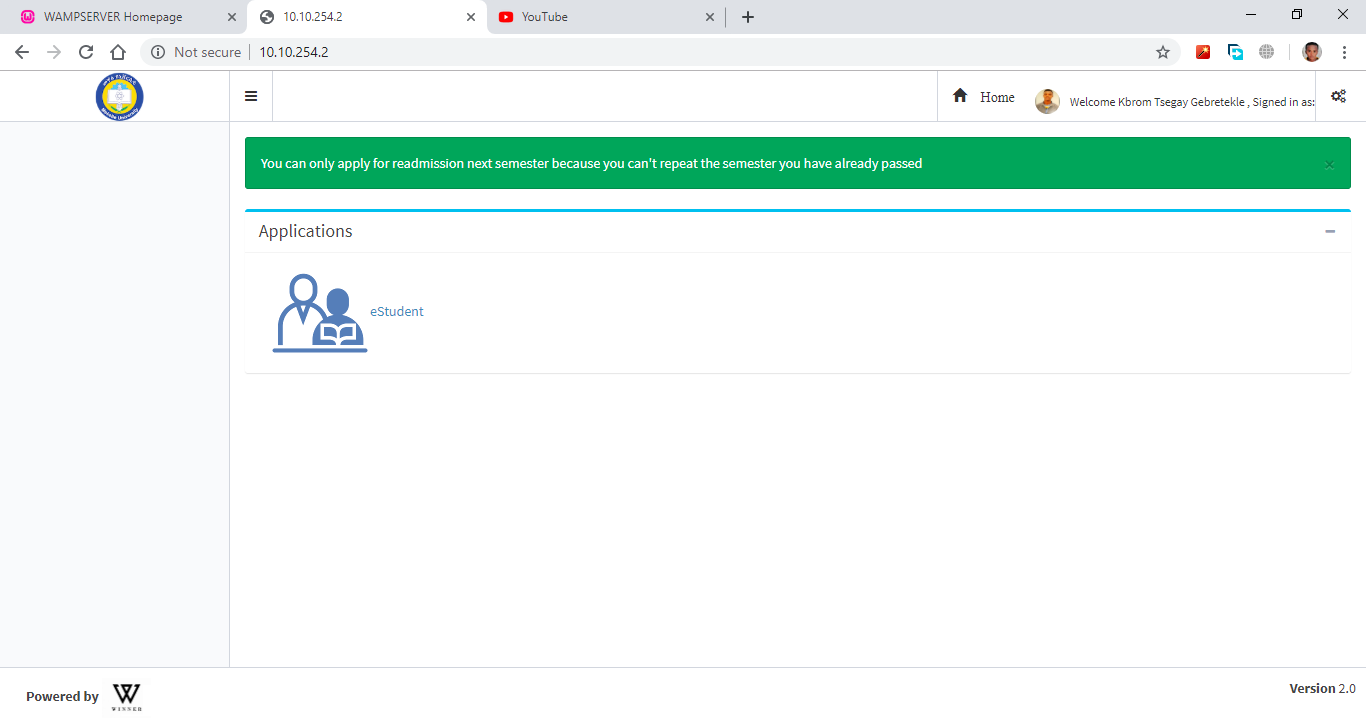 WAMPSERVER Homepage
10.10.254.2
YouTube
Not secure
10.10.254.2
Home
Welcome Kbrom Tsegay Gebretekle , Signed in as:
You can only apply for readmission next semester because you can't repeat the semester you have already passed
Applications
eStudent
Powered by
W
WINNER
Version 2.0